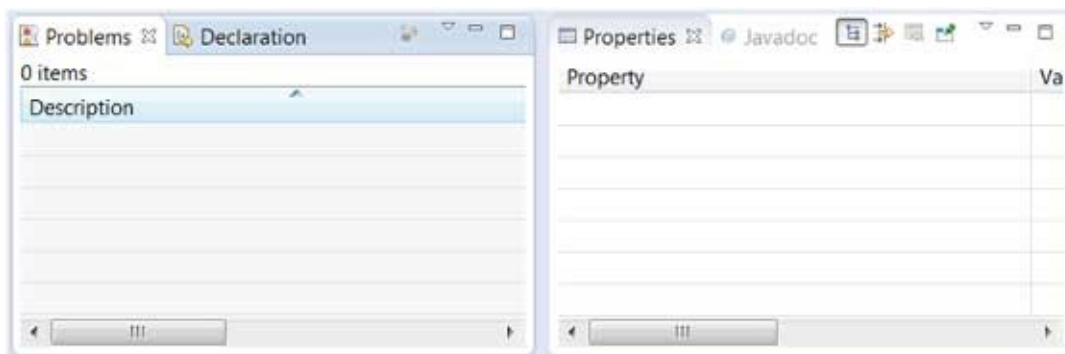 Problems Declaration
0 items
Description
Properties Javadoc
Property Va